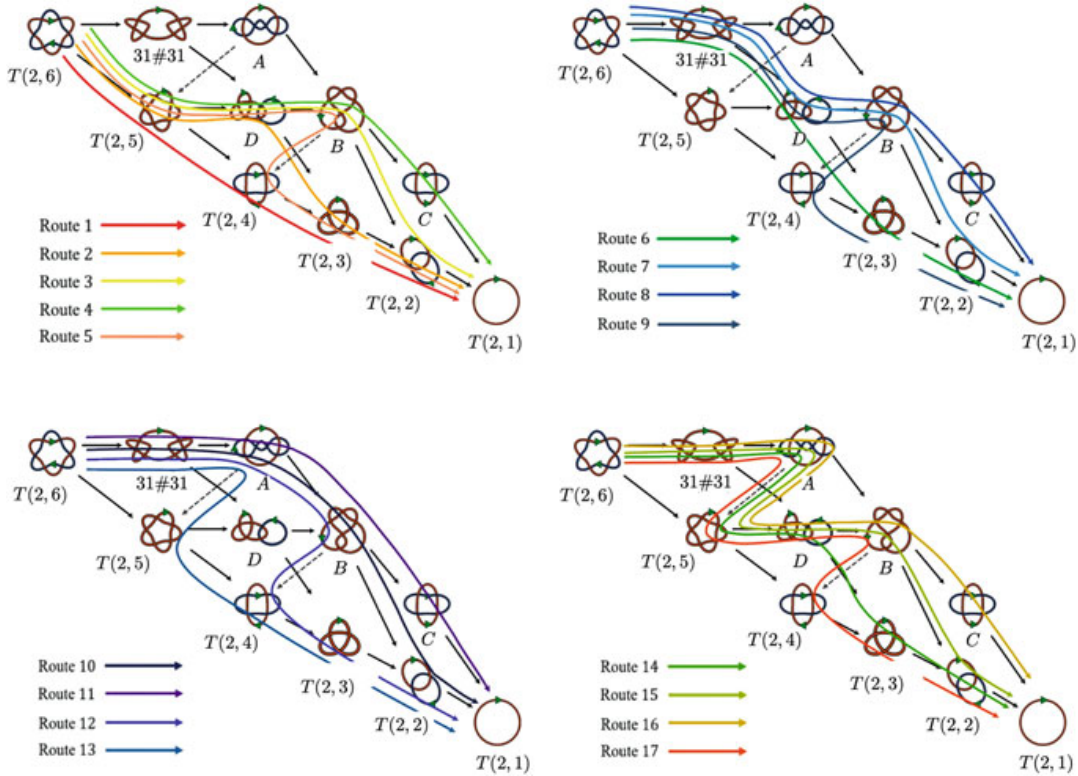 31#31
A
T(2, 6)
T(2, 5)
D
B
T(2, 4)
C
T(2, 3)
T(2, 2)
T(2, 1)
Route 1
Route 2
Route 3
Route 4
Route 5
31#31
A
T(2, 6)
T(2, 5)
D
B
T(2, 4)
C
T(2, 3)
T(2, 2)
T(2, 1)
Route 6
Route 7
Route 8
Route 9
31#31
A
T(2, 6)
T(2, 5)
D
B
T(2, 4)
C
T(2, 3)
T(2, 2)
T(2, 1)
Route 10
Route 11
Route 12
Route 13
31#31
A
T(2, 6)
T(2, 5)
D
B
T(2, 4)
C
T(2, 3)
T(2, 2)
T(2, 1)
Route 14
Route 15
Route 16
Route 17